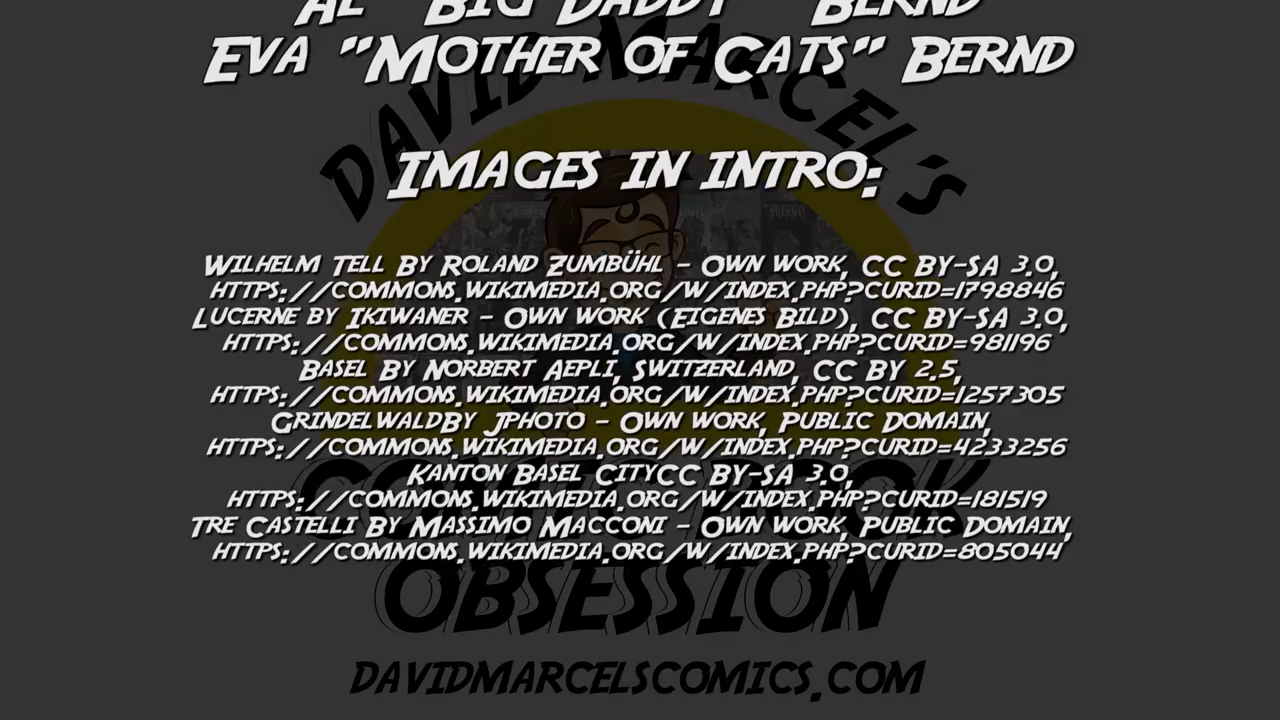 Al "Big Daddy" Bernd
Eva "Mother of Cats" Bernd
Images in intro:
Wilhelm Tell By Roland Zumbühl - Own work, CC BY-SA 3.0,
https://commons.wikimedia.org/w/index.php?curid=1798846
Lucerne by Ikiwaner - Own work (Eigenes Bild), CC BY-SA 3.0,
https://commons.wikimedia.org/w/index.php?curid=981196
Basel By Norbert Aepli, Switzerland, CC BY 2.5,
https://commons.wikimedia.org/w/index.php?curid=1257305
GrindelwaldBy Jphoto - Own work, Public Domain,
https://commons.wikimedia.org/w/index.php?curid=4233256
Kanton Basel CityCC BY-SA 3.0,
https://commons.wikimedia.org/w/index.php?curid=181519
Tre Castelli By Massimo Macconi - Own work, Public Domain,
https://commons.wikimedia.org/w/index.php?curid=805044
DAVID MARCEL'S
COMIC BOOK
OBSESSION
DAVIDMARCELSCOMICS.COM